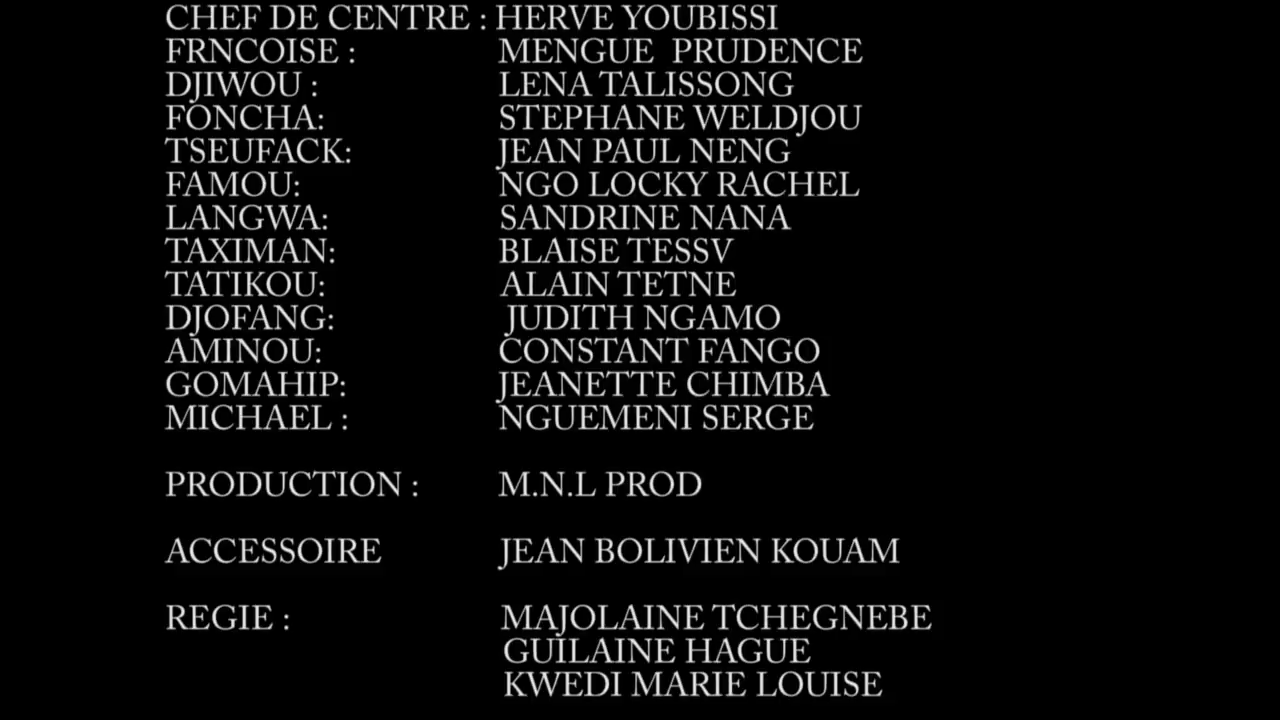 CHEF DE CENTRE : HERVE YOUBISSI
FRNCOISE : MENGUE PRUDENCE
DJIWOU : LENA TALISSONG
FONCHA: STEPHANE WELDJOU
TSEUFACK: JEAN PAUL NENG
FAMOU: NGO LOCKY RACHEL
LANGWA: SANDRINE NANA
TAXIMAN: BLAISE TESSV
TATIKOU: ALAIN TETNE
DJOFANG: JUDITH NGAMO
AMINOU: CONSTANT FANGO
GOMAHIP: JEANETTE CHIMBA
MICHAEL : NGUEMENI SERGE
PRODUCTION : M.N.L PROD
ACCESSOIRE JEAN BOLIVIEN KOUAM
REGIE : MAJOLAINE TCHEGNEBE
GUILAINE HAGUE
KWEDI MARIE LOUISE